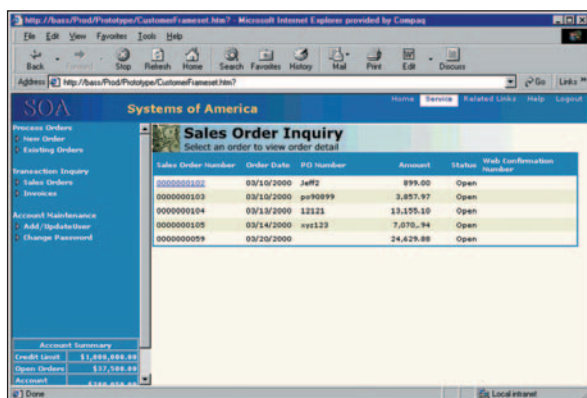 http://bass/Prod/Prototype/CustomerFrameset.htm? - Microsoft Internet Explorer provided by Compaq
File Edit View Favorites Tools Help
Back Forward Stop Refresh Home Search Favorites History Mail Print Edit Discuss
Address http://bass/Prod/Prototype/CustomerFrameset.htm? Go Links »
SOA Systems of America
Home Service Related Links Help Logout
Process Orders
New Order
Existing Orders
Transaction Inquiry
Sales Orders
Invoices
Account Maintenance
Add/UpdateUser
Change Password
Account Summary
Credit Limit $1,000,000.00
Open Orders $37,500.00
Account
Sales Order Inquiry
Select an order to view order detail
Sales Order Number Order Date PO Number Amount Status Web Confirmation Number
0000000102 03/10/2000 Jeff2 899.00 Open
0000000103 03/10/2000 po90899 3,857.97 Open
0000000104 03/13/2000 12121 13,155.10 Open
0000000105 03/14/2000 xyz123 7,070,.94 Open
0000000059 03/20/2000 24,629.88 Open
Done Local intranet